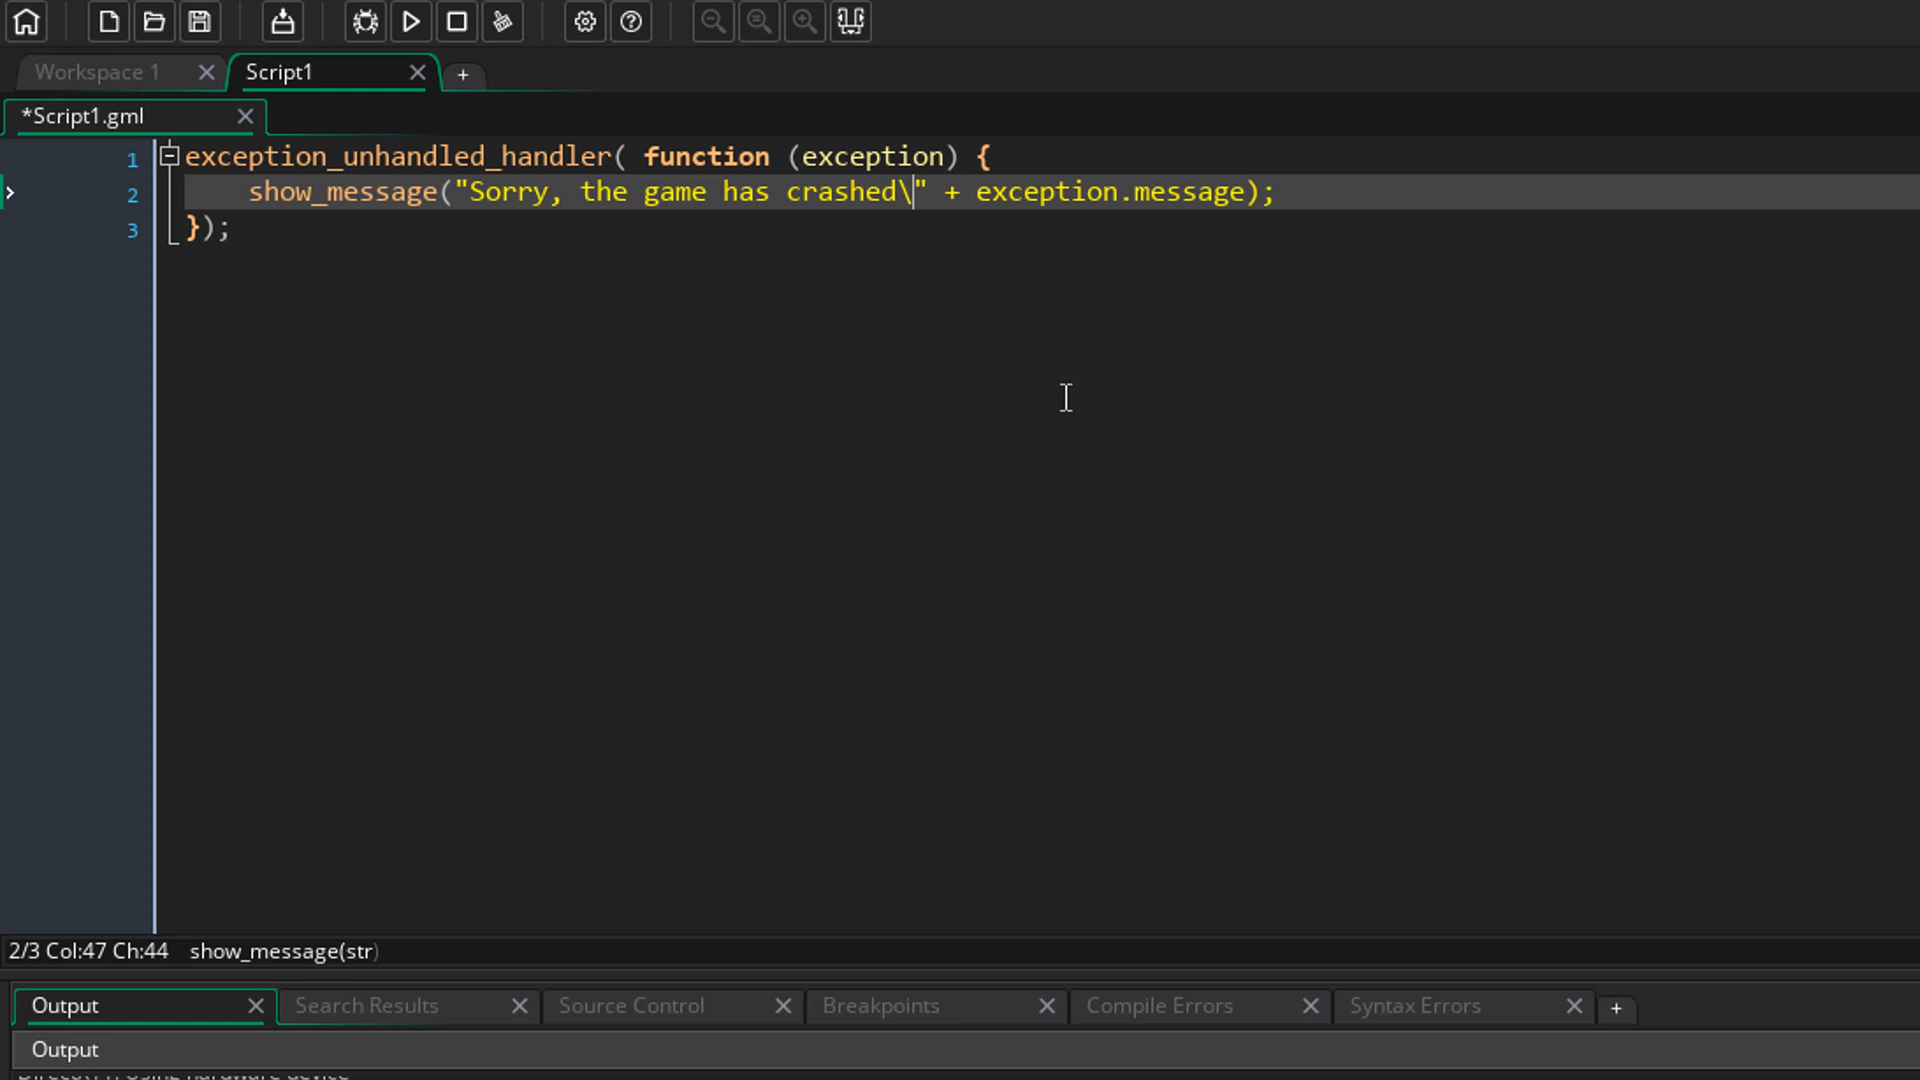 Workspace 1
Script1
+
*Script1.gml
1 exception_unhandled_handler( function (exception) {
2 show_message("Sorry, the game has crashed\" + exception.message);
3 });
2/3 Col:47 Ch:44 show_message(str)
Output Search Results Source Control Breakpoints Compile Errors Syntax Errors +
Output